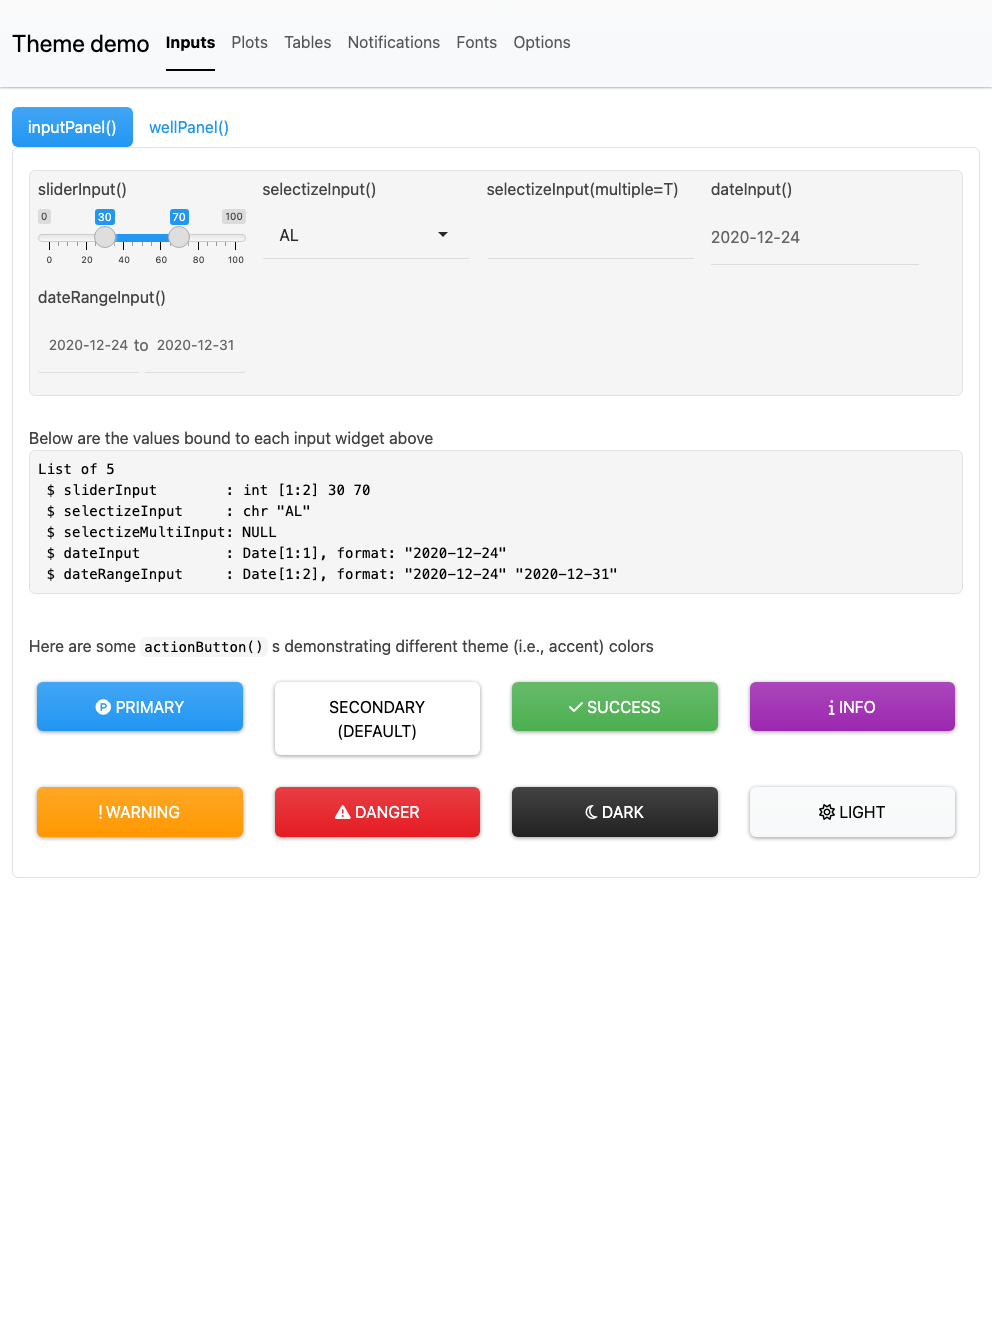 Theme demo Inputs Plots Tables Notifications Fonts Options
inputPanel() wellPanel()
sliderInput() selectizeInput() selectizeInput(multiple=T) dateInput()
0 30 70 100
AL 2020-12-24
0 20 40 60 80 100
dateRangeInput()
2020-12-24 to 2020-12-31
Below are the values bound to each input widget above
List of 5
 $ sliderInput        : int [1:2] 30 70
 $ selectizeInput     : chr "AL"
 $ selectizeMultiInput: NULL
 $ dateInput          : Date[1:1], format: "2020-12-24"
 $ dateRangeInput     : Date[1:2], format: "2020-12-24" "2020-12-31"
Here are some actionButton() s demonstrating different theme (i.e., accent) colors
PRIMARY SECONDARY (DEFAULT) SUCCESS INFO
WARNING DANGER DARK LIGHT